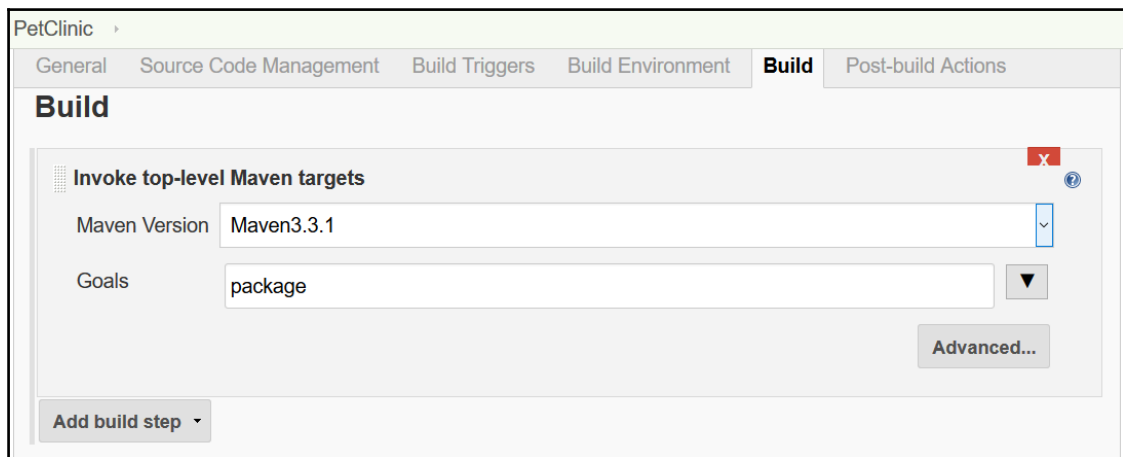 PetClinic
General Source Code Management Build Triggers Build Environment Build Post-build Actions
Build
X
Invoke top-level Maven targets
Maven Version Maven3.3.1
Goals package
Advanced...
Add build step